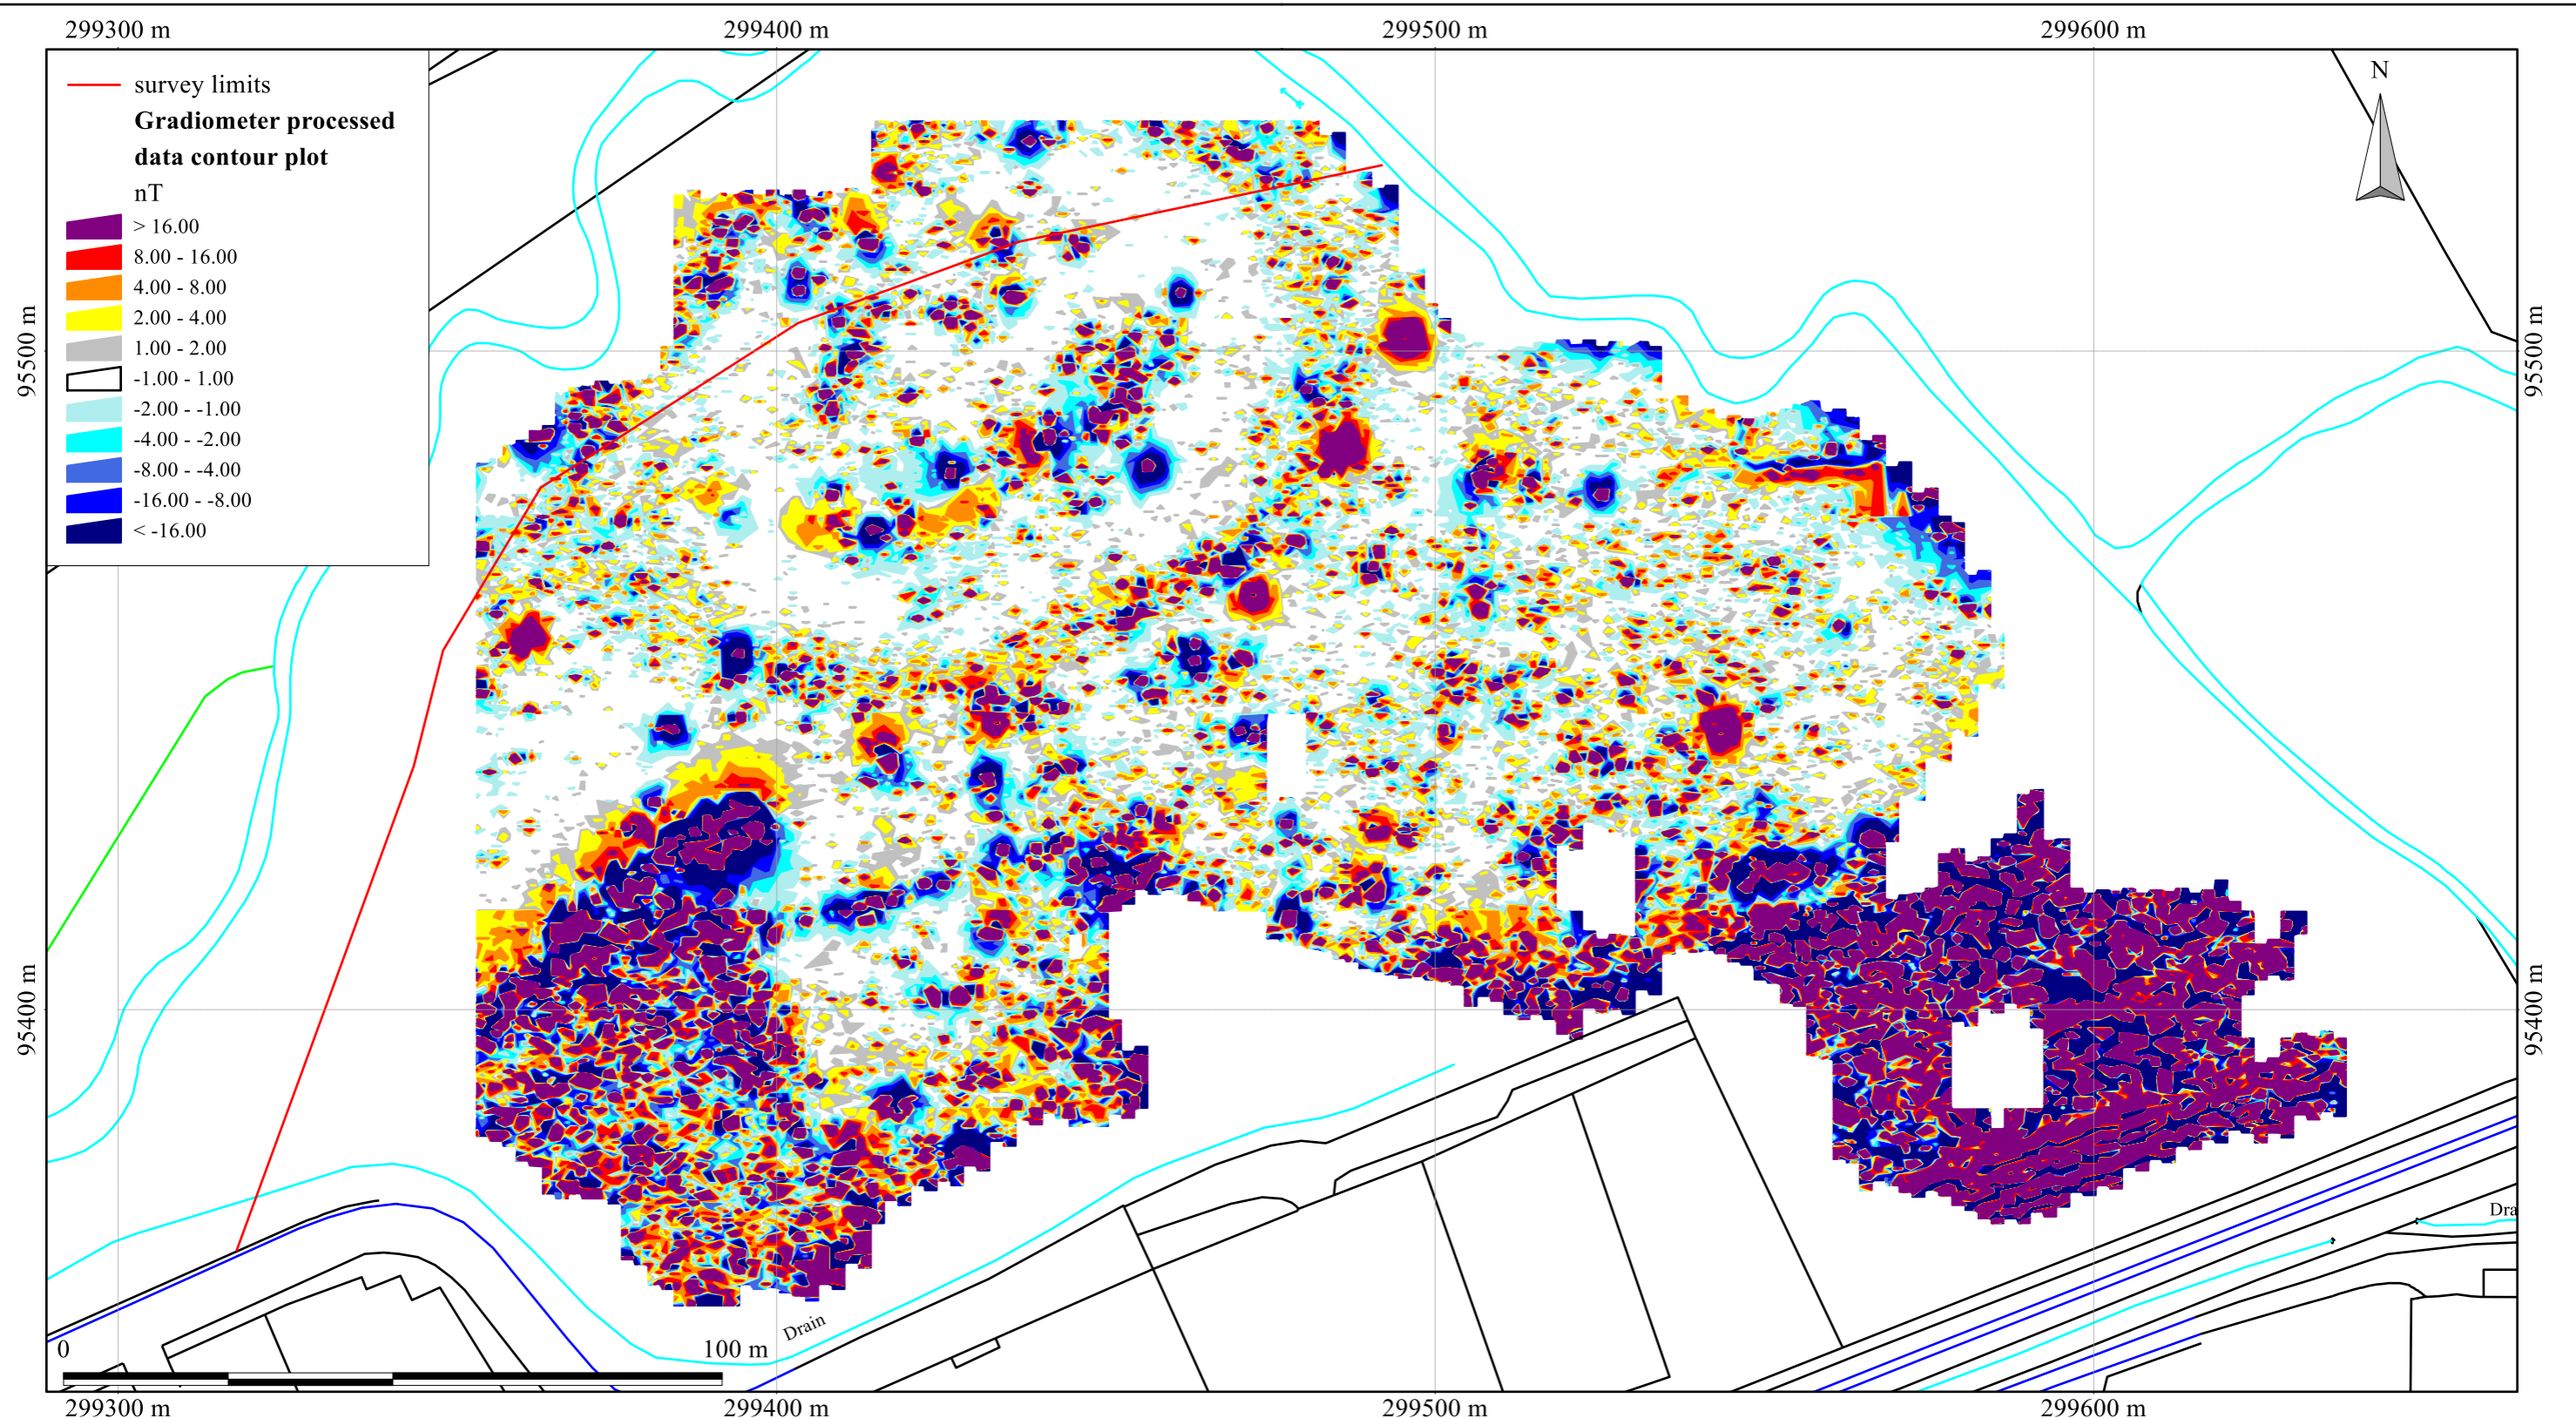 299300 m
299400 m
299500 m
299600 m
survey limits
Gradiometer processed
data contour plot
nT
> 16.00
8.00 - 16.00
4.00 - 8.00
2.00 - 4.00
1.00 - 2.00
-1.00 - 1.00
-2.00 - -1.00
-4.00 - -2.00
-8.00 - -4.00
-16.00 - -8.00
< -16.00
N
95500 m
95500 m
95400 m
95400 m
Dra
Drain
0
100 m
299300 m
299400 m
299500 m
299600 m